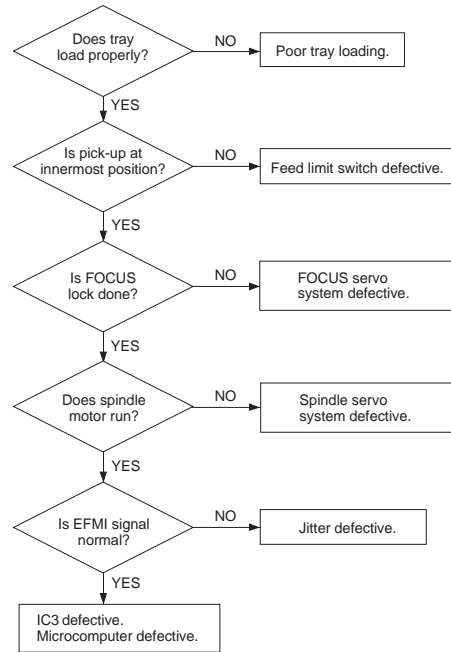 Does tray
load properly?
NO
Poor tray loading.
YES
Is pick-up at
innermost position?
NO
Feed limit switch defective.
YES
Is FOCUS
lock done?
NO
FOCUS servo
system defective.
YES
Does spindle
motor run?
NO
Spindle servo
system defective.
YES
Is EFMI signal
normal?
NO
Jitter defective.
YES
IC3 defective.
Microcomputer defective.